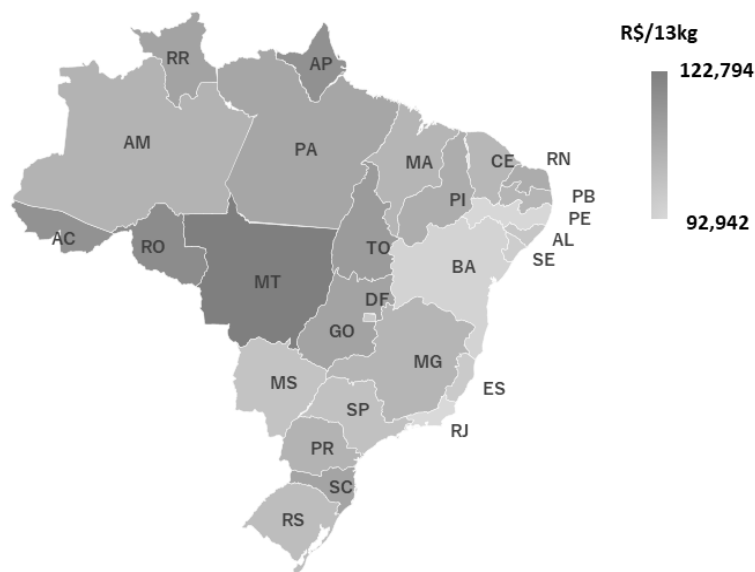 R$/13kg
122,794
92,942
RR
AP
AM
PA
MA
CE
RN
PI
PB
PE
AL
SE
AC
RO
TO
BA
MT
DF
GO
MG
ES
MS
SP
RJ
PR
SC
RS